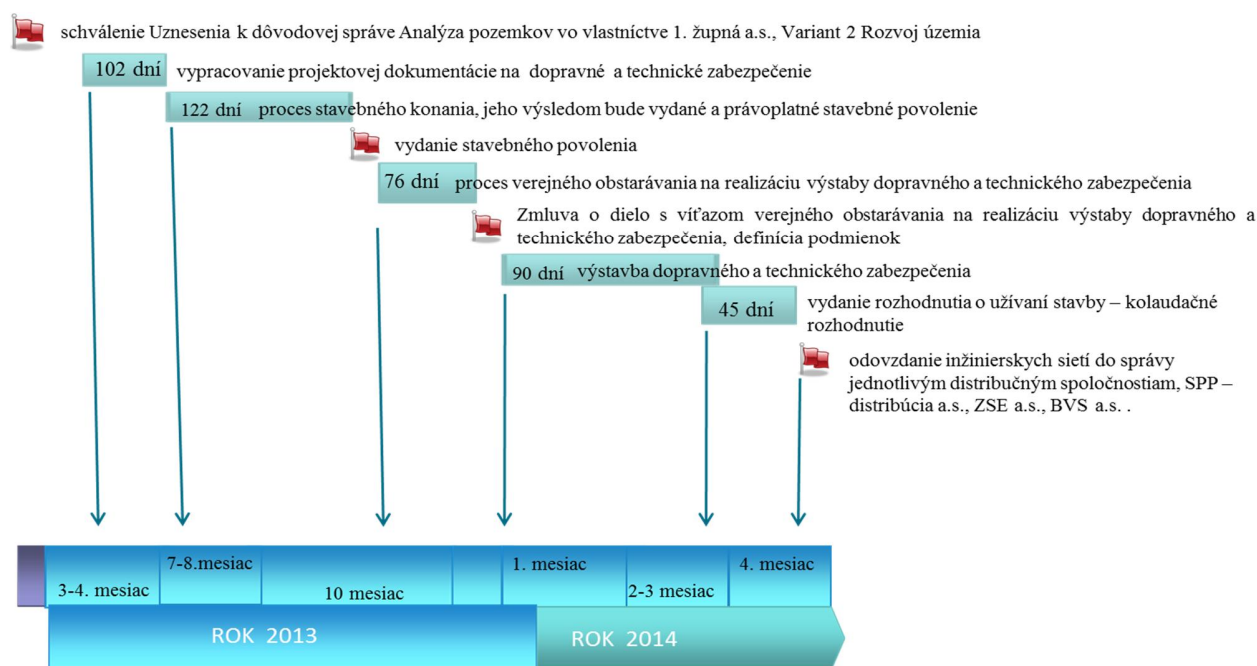 schválenie Uznesenia k dôvodovej správe Analýza pozemkov vo vlastníctve 1. župná a.s., Variant 2 Rozvoj územia
102 dní vypracovanie projektovej dokumentácie na dopravné a technické zabezpečenie
122 dní proces stavebného konania, jeho výsledom bude vydané a právoplatné stavebné povolenie
vydanie stavebného povolenia
76 dní proces verejného obstarávania na realizáciu výstaby dopravného a technického zabezpečenia
Zmluva o dielo s víťazom verejného obstarávania na realizáciu výstaby dopravného a
technického zabezpečenia, definícia podmienok
90 dní výstavba dopravného a technického zabezpečenia
45 dní vydanie rozhodnutia o užívaní stavby – kolaudačné
rozhodnutie
odovzdanie inžinierskych sietí do správy
jednotlivým distribučným spoločnostiam, SPP –
distribúcia a.s., ZSE a.s., BVS a.s. .
3-4. mesiac
7-8.mesiac
10 mesiac
1. mesiac
2-3 mesiac
4. mesiac
ROK 2013
ROK 2014